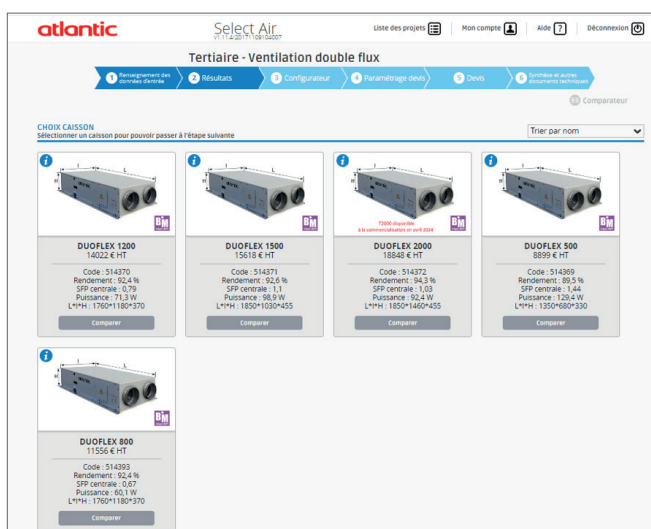 atlantic
Select Air
V1.11.4/20171109104007
Liste des projets
Mon compte
Aide ?
Déconnexion
Tertiaire - Ventilation double flux
1 Renseignement des données d'entrée
2 Résultats
3 Configurateur
4 Paramétrage devis
5 Devis
6 Synthèse et autres documents techniques
Comparateur
CHOIX CAISSON
Sélectionner un caisson pour pouvoir passer à l'étape suivante
Trier par nom
i
H
l
L
BIM
DUOFLEX 1200
14022 € HT
Code : 514370
Rendement : 92,4 %
SFP centrale : 0,79
Puissance : 71,3 W
L*l*H : 1760*1180*370
Comparer
i
H
l
L
BIM
DUOFLEX 1500
15618 € HT
Code : 514371
Rendement : 92,6 %
SFP centrale : 1,1
Puissance : 98,9 W
L*l*H : 1850*1030*455
Comparer
i
H
l
L
T2000 disponible
à la commercialisation en avril 2024
BIM
DUOFLEX 2000
18848 € HT
Code : 514372
Rendement : 94,3 %
SFP centrale : 1,03
Puissance : 92,4 W
L*l*H : 1850*1460*455
Comparer
i
H
l
L
BIM
DUOFLEX 500
8899 € HT
Code : 514369
Rendement : 89,5 %
SFP centrale : 1,44
Puissance : 129,4 W
L*l*H : 1350*680*330
Comparer
i
H
l
L
BIM
DUOFLEX 800
11556 € HT
Code : 514393
Rendement : 92,4 %
SFP centrale : 0,67
Puissance : 60,1 W
L*l*H : 1760*1180*370
Comparer